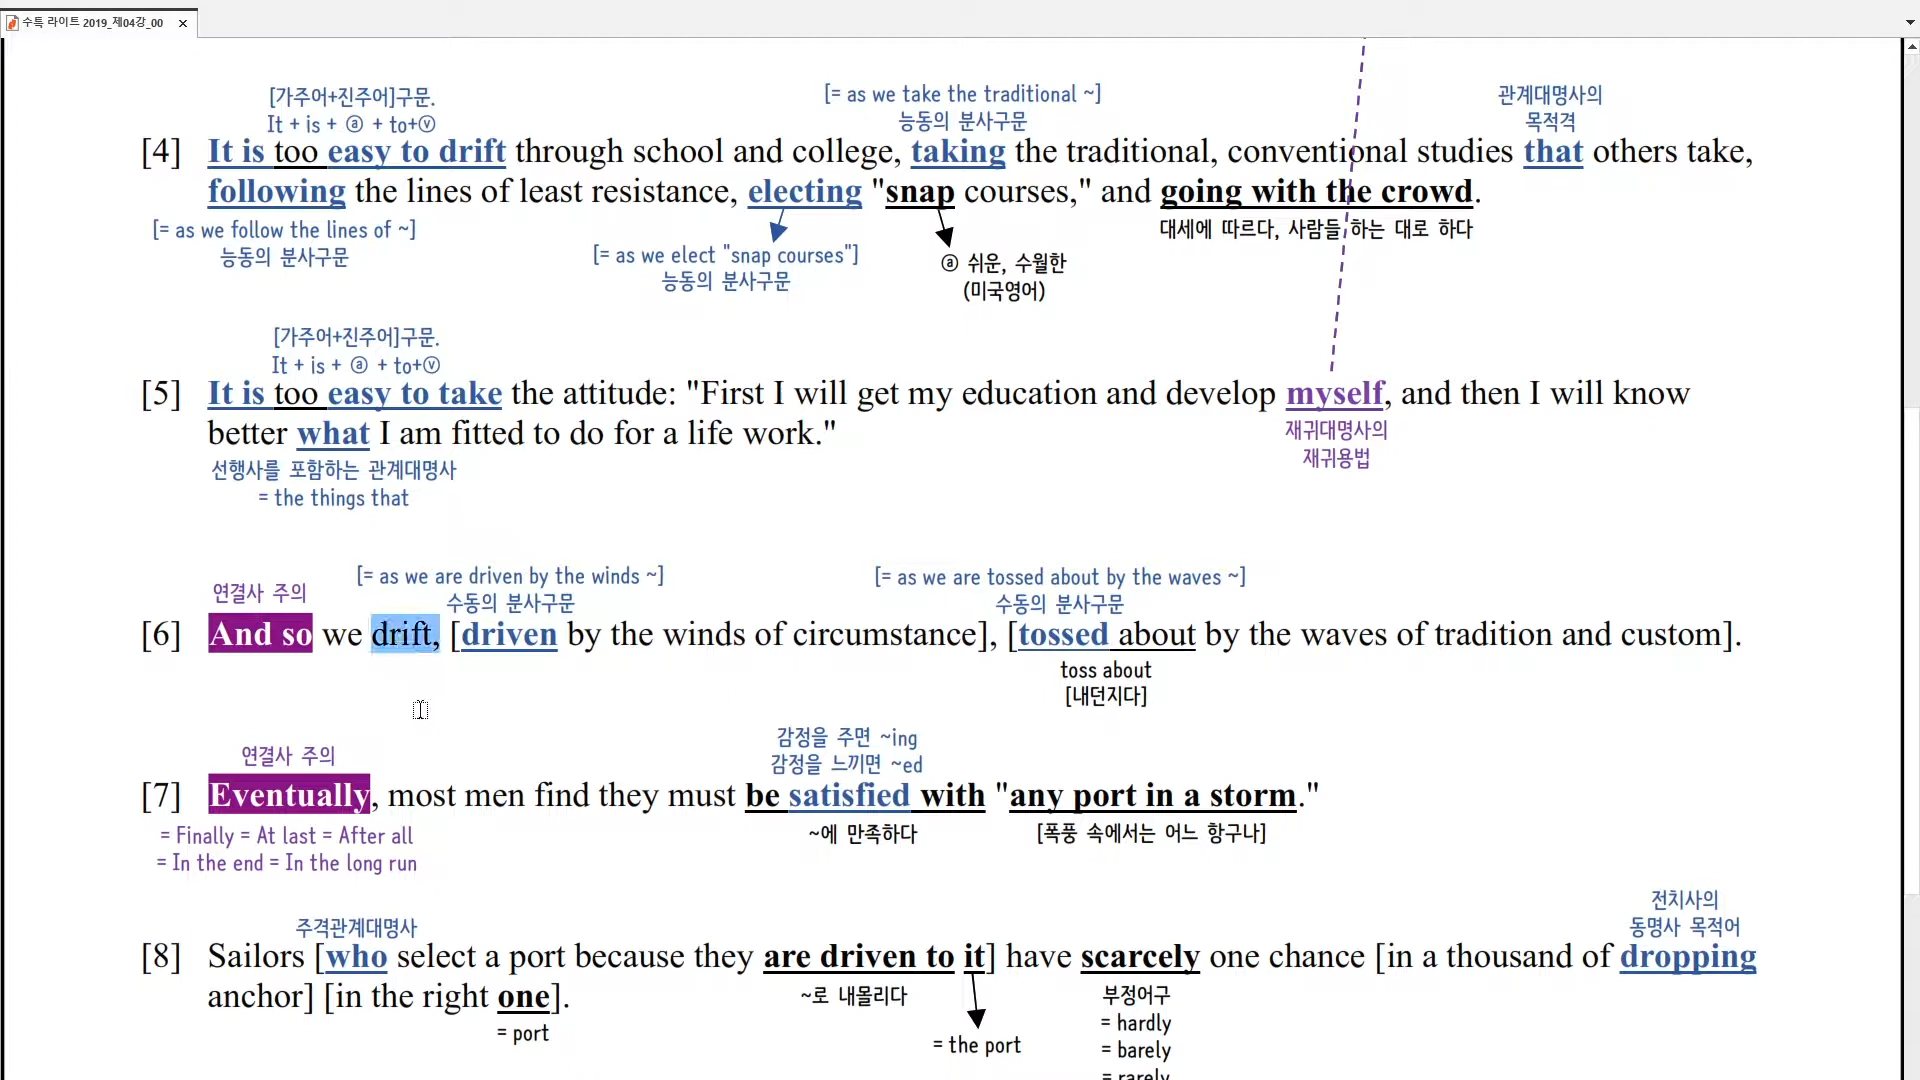 수특 라이트 2019_제04강_00
[가주어+진주어]구문.
It + is + ⓐ + to+ⓥ
[= as we take the traditional ~]
능동의 분사구문
관계대명사의
목적격
[4] It is too easy to drift through school and college, taking the traditional, conventional studies that others take,
following the lines of least resistance, electing "snap courses," and going with the crowd.
[= as we follow the lines of ~]
능동의 분사구문
[= as we elect "snap courses"]
능동의 분사구문
ⓐ 쉬운, 수월한
(미국영어)
대세에 따르다, 사람들 하는 대로 하다
[가주어+진주어]구문.
It + is + ⓐ + to+ⓥ
[5] It is too easy to take the attitude: "First I will get my education and develop myself, and then I will know
better what I am fitted to do for a life work."
재귀대명사의
재귀용법
선행사를 포함하는 관계대명사
= the things that
연결사 주의
[= as we are driven by the winds ~]
수동의 분사구문
[= as we are tossed about by the waves ~]
수동의 분사구문
[6] And so we drift, [driven by the winds of circumstance], [tossed about by the waves of tradition and custom].
toss about
[내던지다]
연결사 주의
감정을 주면 ~ing
감정을 느끼면 ~ed
[7] Eventually, most men find they must be satisfied with "any port in a storm."
= Finally = At last = After all
= In the end = In the long run
~에 만족하다
[폭풍 속에서는 어느 항구나]
주격관계대명사
전치사의
동명사 목적어
[8] Sailors [who select a port because they are driven to it] have scarcely one chance [in a thousand of dropping
anchor] [in the right one].
~로 내몰리다
= port
= the port
부정어구
= hardly
= barely
= rarely